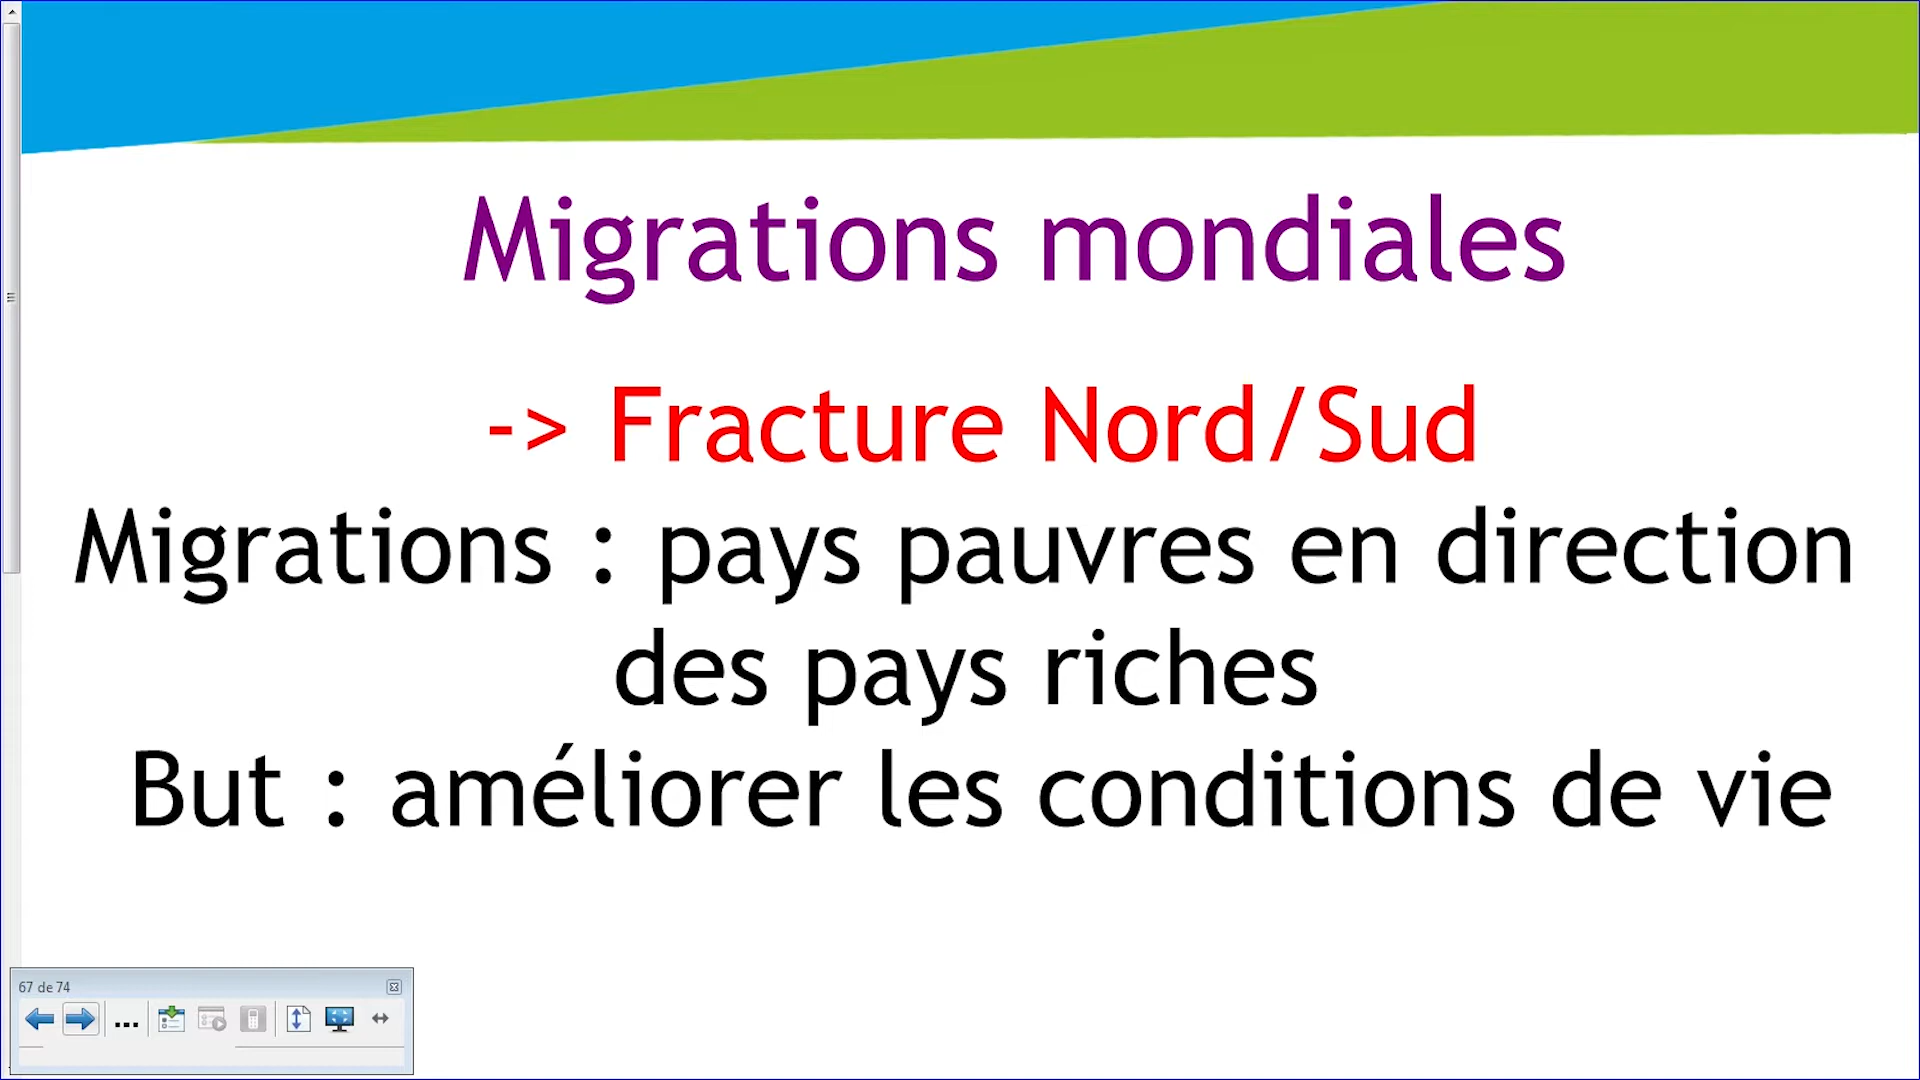 Migrations mondiales
-> Fracture Nord/Sud
Migrations : pays pauvres en direction
des pays riches
But : améliorer les conditions de vie
67 de 74
...